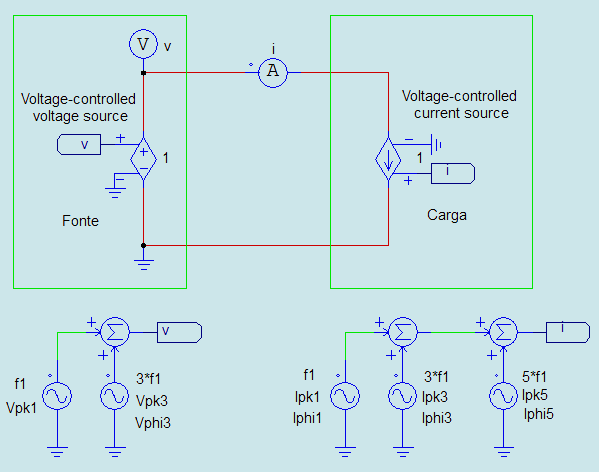 V
v
i
A
Voltage-controlled
voltage source
Voltage-controlled
current source
v
+
+
-
-
1
-
+
1
i
Fonte
Carga
+
Σ
v
+
f1
Vpk1
3*f1
Vpk3
Vphi3
+
Σ
+
+
Σ
+
i
f1
Ipk1
Iphi1
3*f1
Ipk3
Iphi3
5*f1
Ipk5
Iphi5